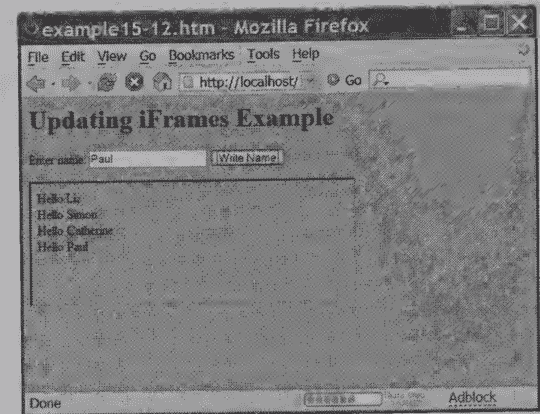 example15-12.htm - Mozilla Firefox
File Edit View Go Bookmarks Tools Help
http://localhost/ Go
Updating iFrames Example
Enter name Paul Write Name
Hello Liz
Hello Simon
Hello Catherine
Hello Paul
Done Adblock